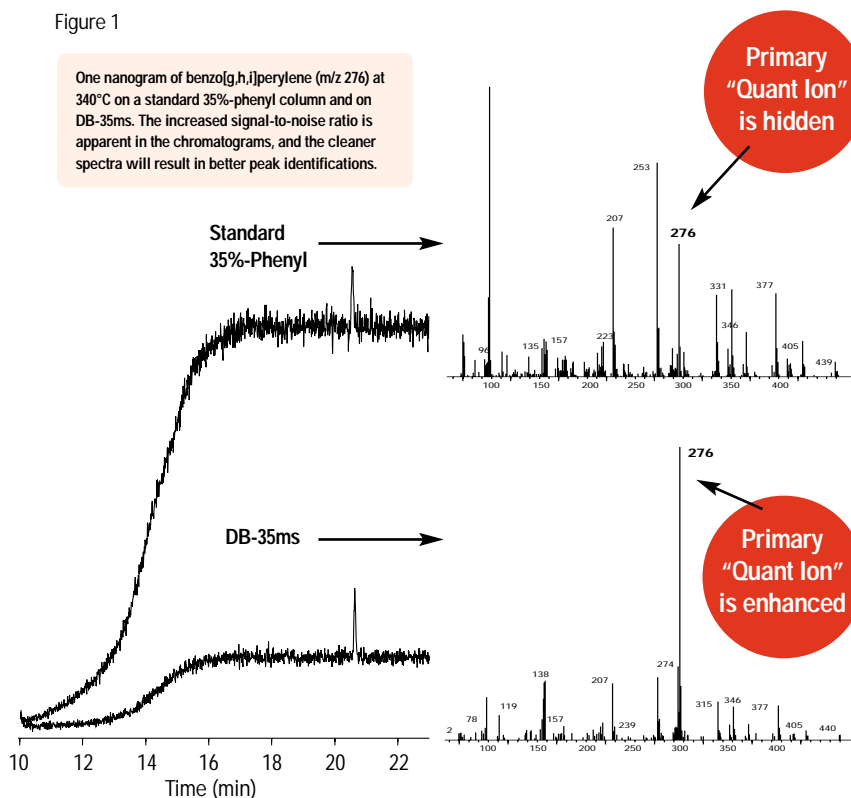 Figure 1
One nanogram of benzo[g,h,i]perylene (m/z 276) at
340°C on a standard 35%-phenyl column and on
DB-35ms. The increased signal-to-noise ratio is
apparent in the chromatograms, and the cleaner
spectra will result in better peak identifications.
Primary
“Quant Ion”
is hidden
Standard
35%-Phenyl
253
207
276
331
377
346
96
135
157
223
405
439
100
150
200
250
300
350
400
DB-35ms
276
Primary
“Quant Ion”
is enhanced
274
138
207
119
78
2
157
239
315
346
377
405
440
100
150
200
250
300
350
400
10
12
14
16
18
20
22
Time (min)